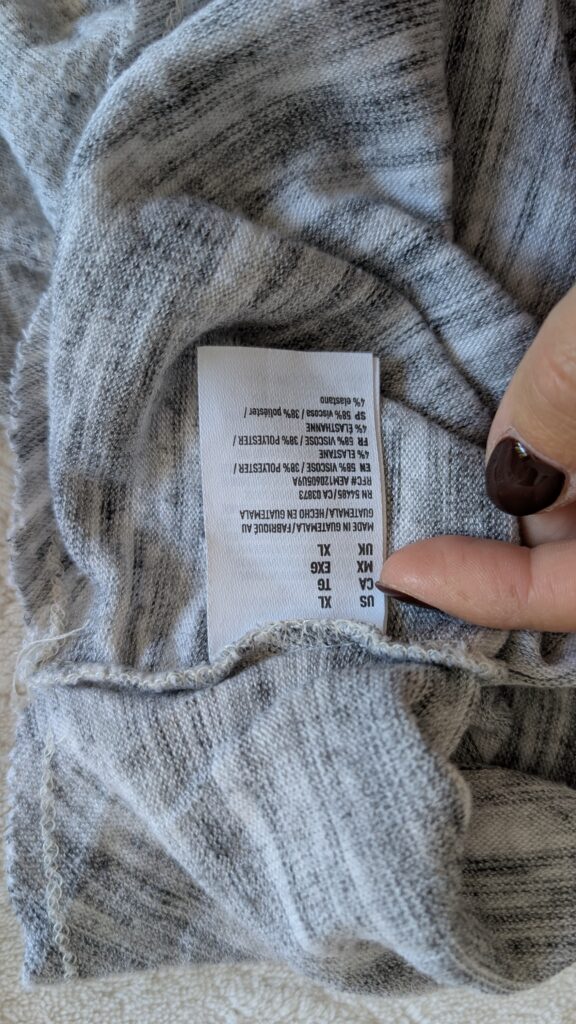 US XL
CA TG
MX EXG
UK XL
MADE IN GUATEMALA/FABRIQUÉ AU
GUATEMALA/HECHO EN GUATEMALA
RN 54485/CA 03873
RFC# AEM120605U9A
EN 58% VISCOSE / 38% POLYESTER /
4% ELASTANE
FR 58% VISCOSE / 38% POLYESTER /
4% ÉLASTHANNE
SP 58% viscosa / 38% poliéster /
4% elastano